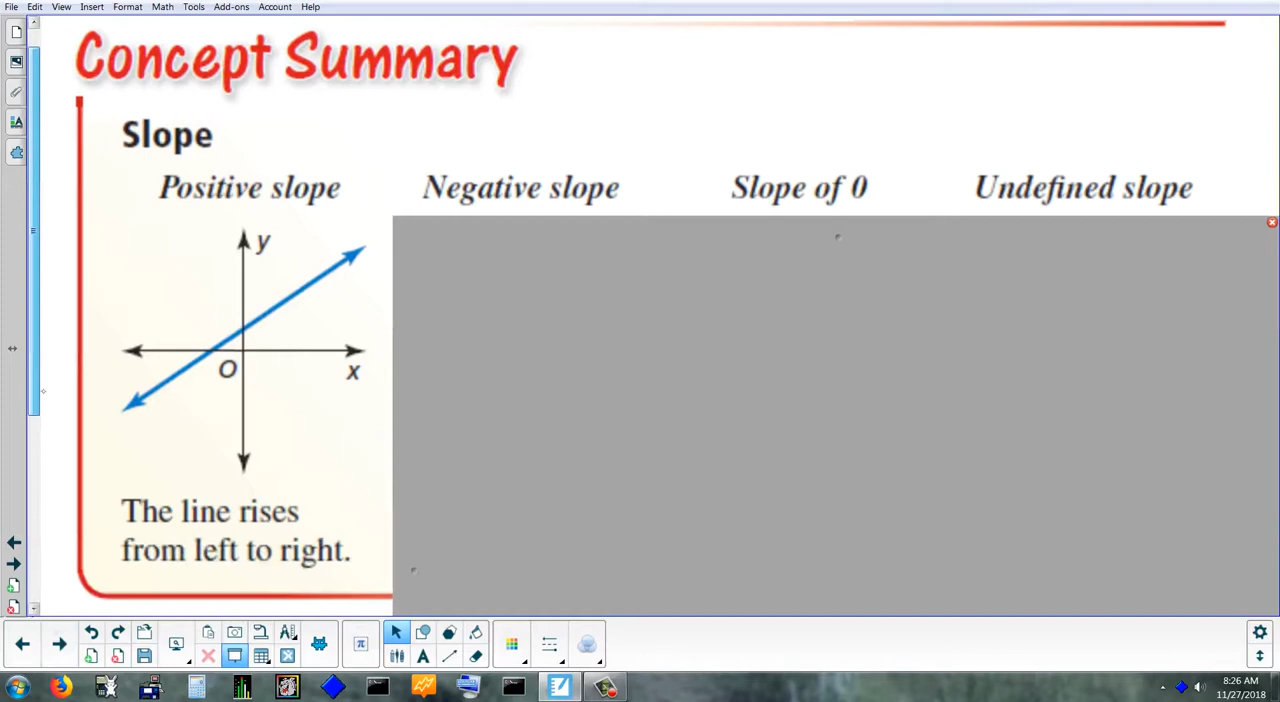 File Edit View Insert Format Math Tools Add-ons Account Help
Concept Summary
Slope
Positive slope Negative slope Slope of 0 Undefined slope
y
O
x
The line rises
from left to right.
π
A
8:26 AM
11/27/2018